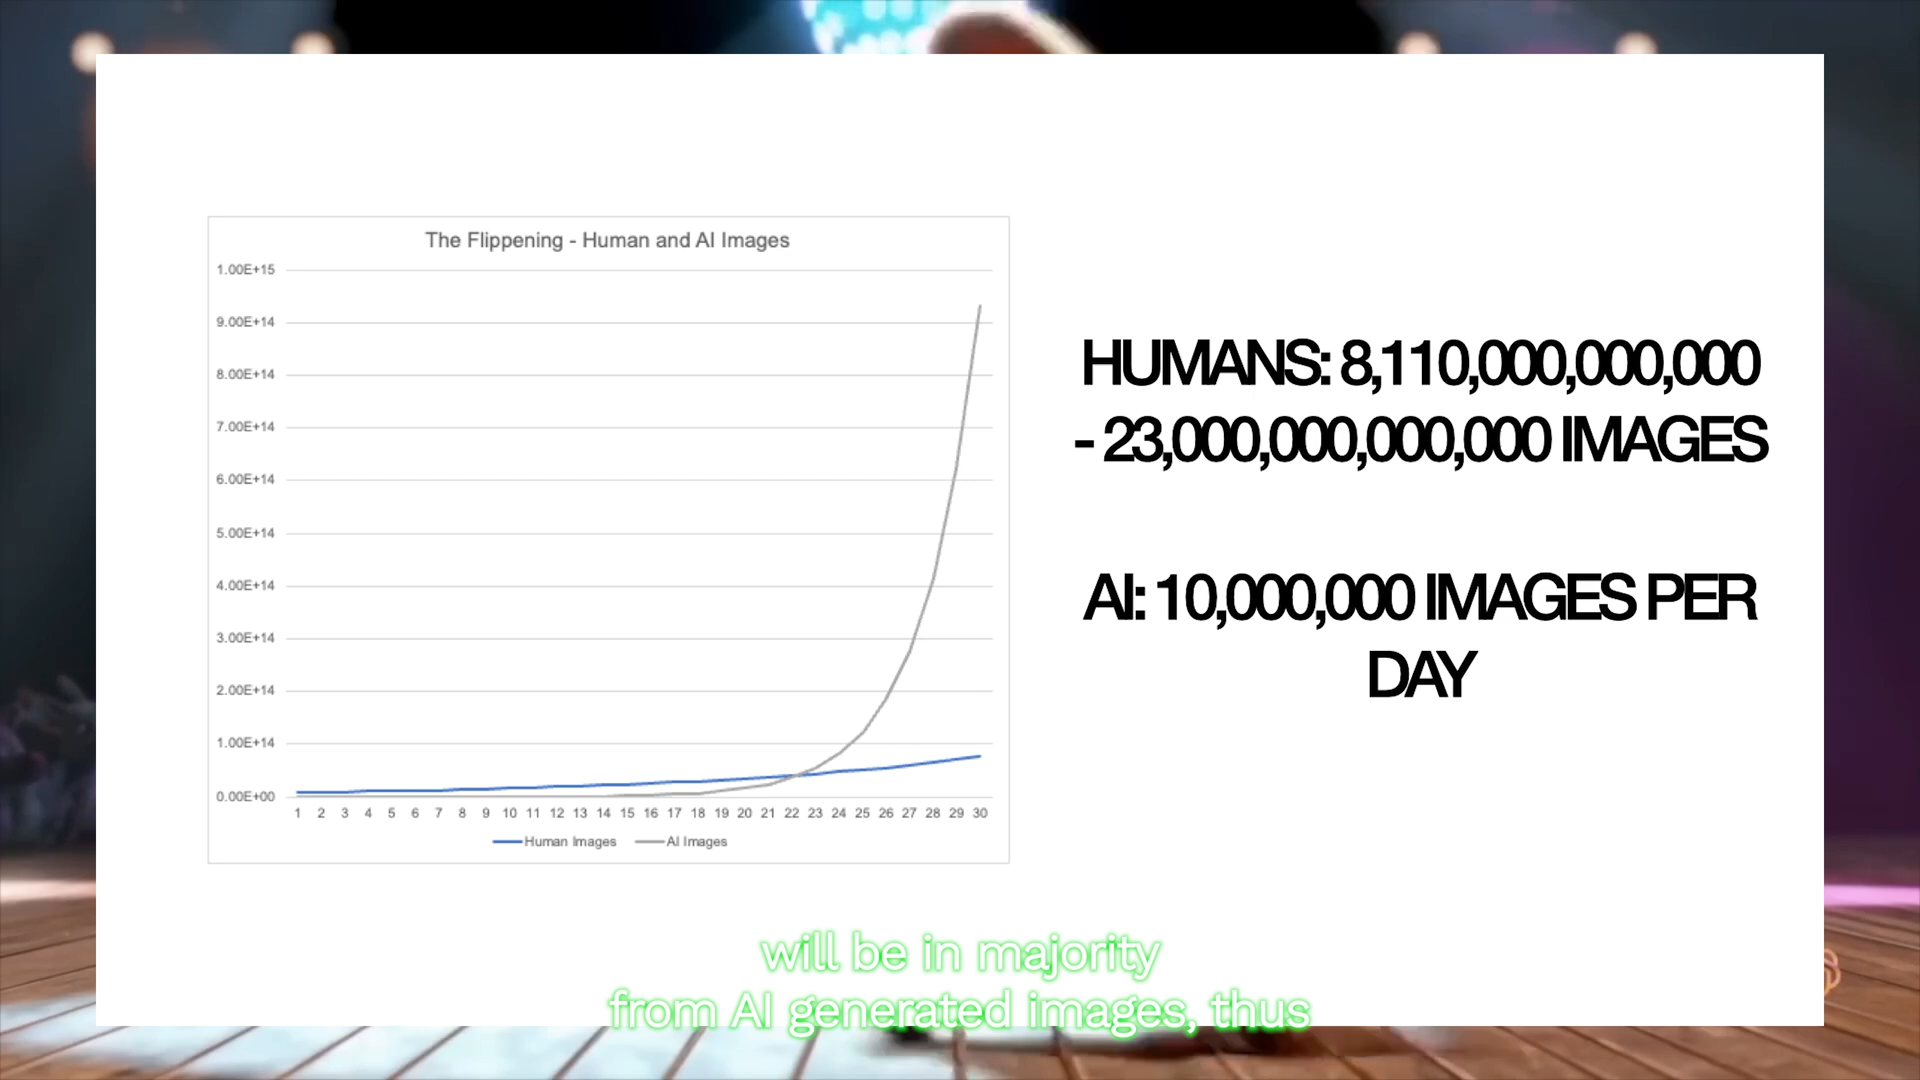 The Flippening - Human and AI Images
1.00E+15
9.00E+14
8.00E+14
7.00E+14
6.00E+14
5.00E+14
4.00E+14
3.00E+14
2.00E+14
1.00E+14
0.00E+00
1 2 3 4 5 6 7 8 9 10 11 12 13 14 15 16 17 18 19 20 21 22 23 24 25 26 27 28 29 30
Human Images AI Images
HUMANS: 8,110,000,000,000
- 23,000,000,000,000 IMAGES
AI: 10,000,000 IMAGES PER
DAY
will be in majority
from AI generated images, thus